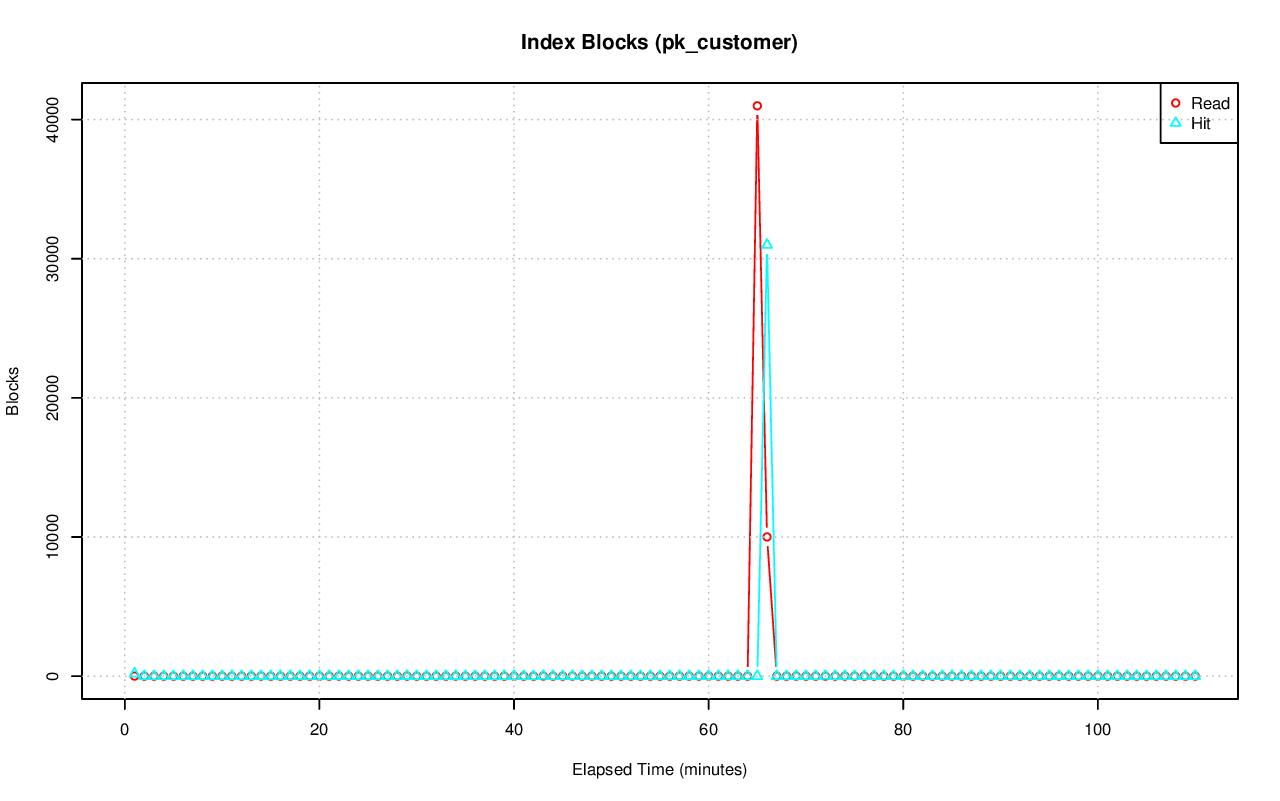 Index Blocks (pk_customer)
Read
Hit
40000
30000
20000
10000
0
Blocks
0 20 40 60 80 100
Elapsed Time (minutes)